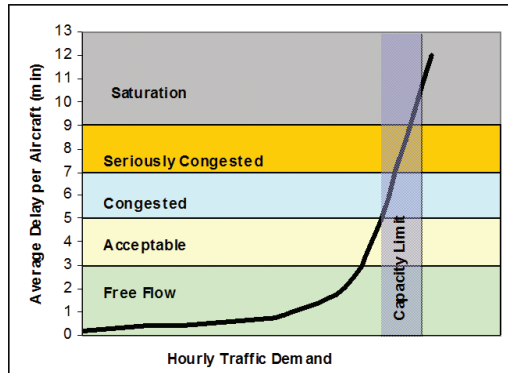 13
12
11
10
9
8
7
6
5
4
3
2
1
0
Average Delay per Aircraft (min)
Saturation
Seriously Congested
Congested
Acceptable
Free Flow
Capacity Limit
Hourly Traffic Demand